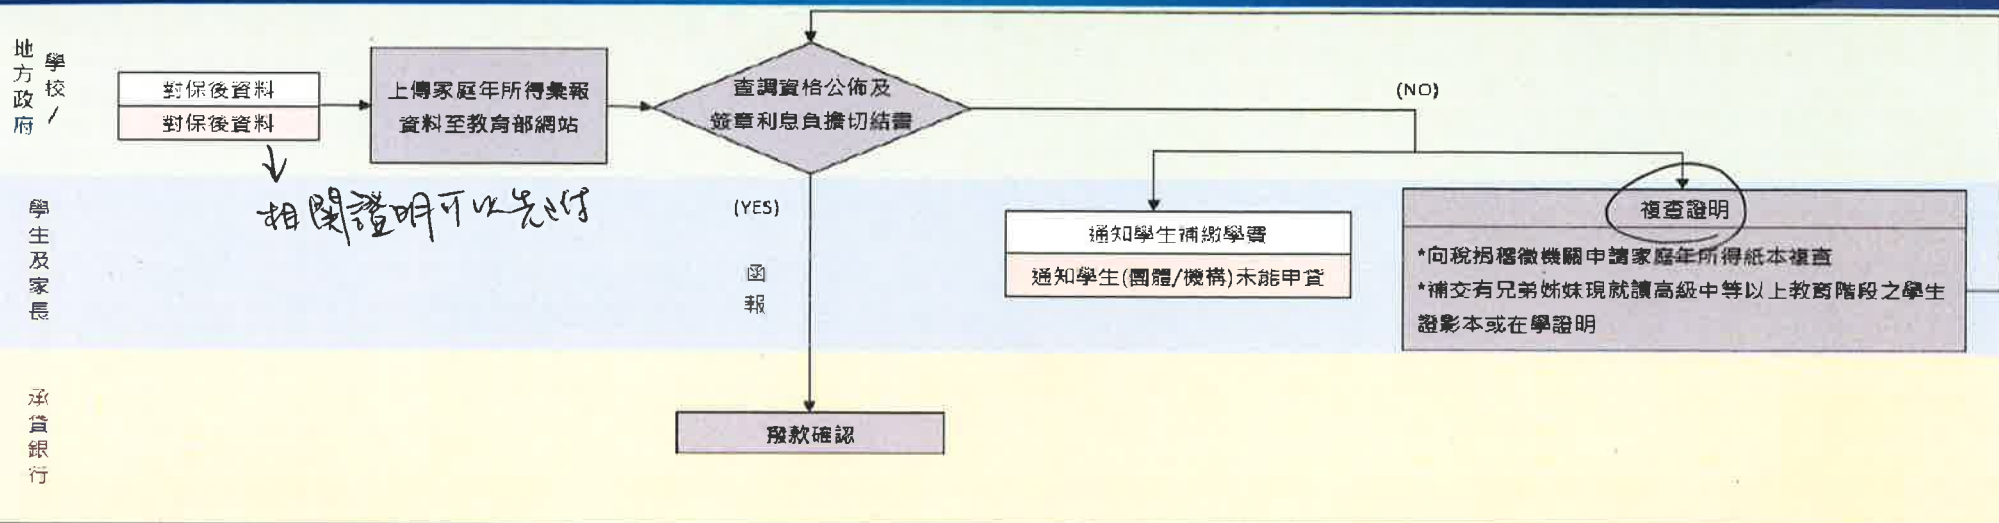 學校/
地方政府
對保後資料
對保後資料
上傳家庭年所得彙報
資料至教育部網站
查調資格公佈及
簽章利息負擔切結書
(NO)
相關證明可以先付
學生及家長
(YES)
函報
通知學生補繳學費
通知學生(團體/機構)未能申貸
複查證明
*向稅捐稽徵機關申請家庭年所得紙本複查
*補交有兄弟姊妹現就讀高級中等以上教育階段之學生
證影本或在學證明
承貸銀行
撥款確認